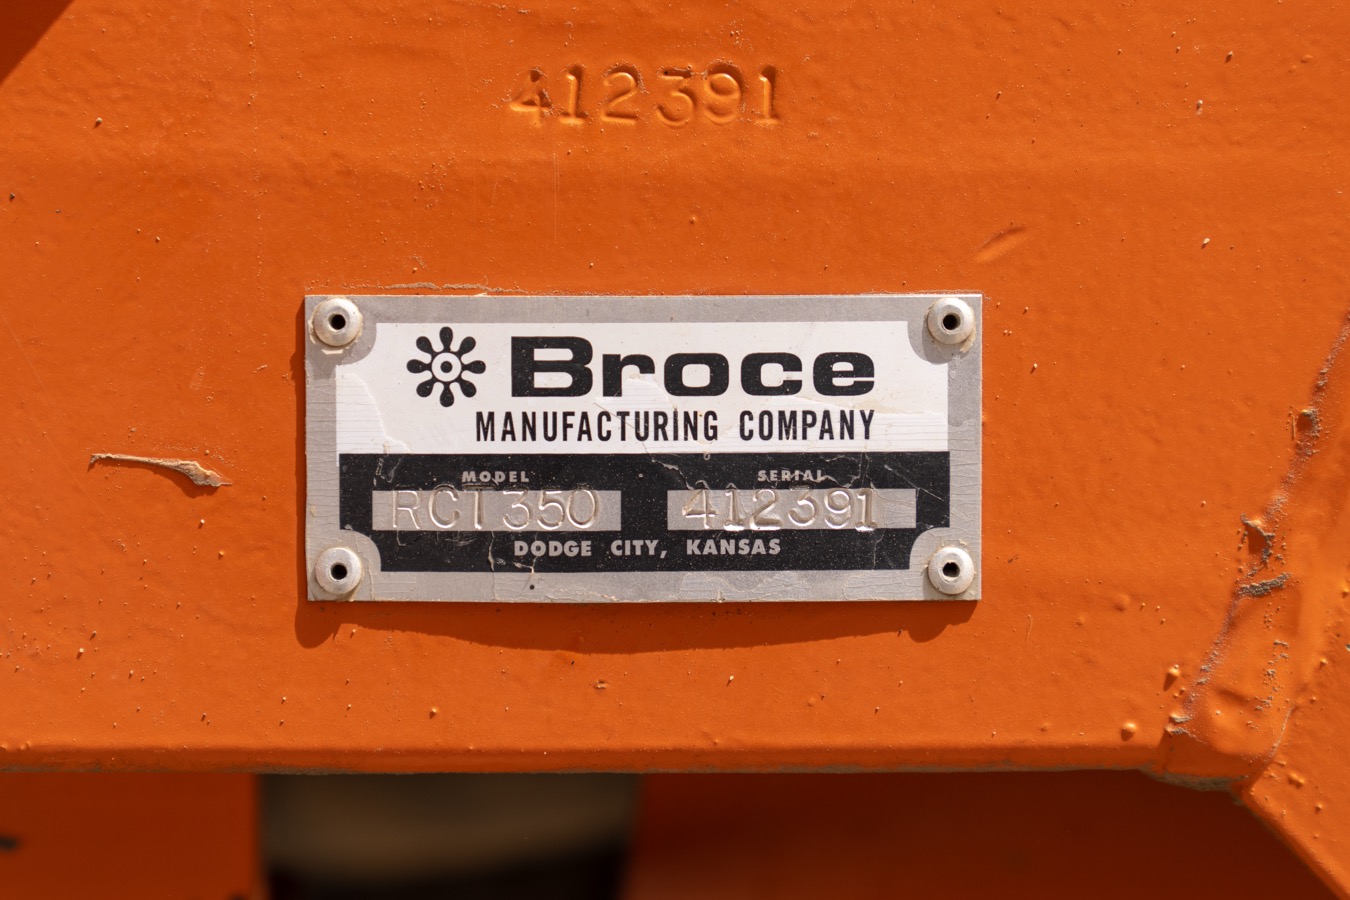 412391
Broce
MANUFACTURING COMPANY
MODEL SERIAL
RCT350 412391
DODGE CITY, KANSAS